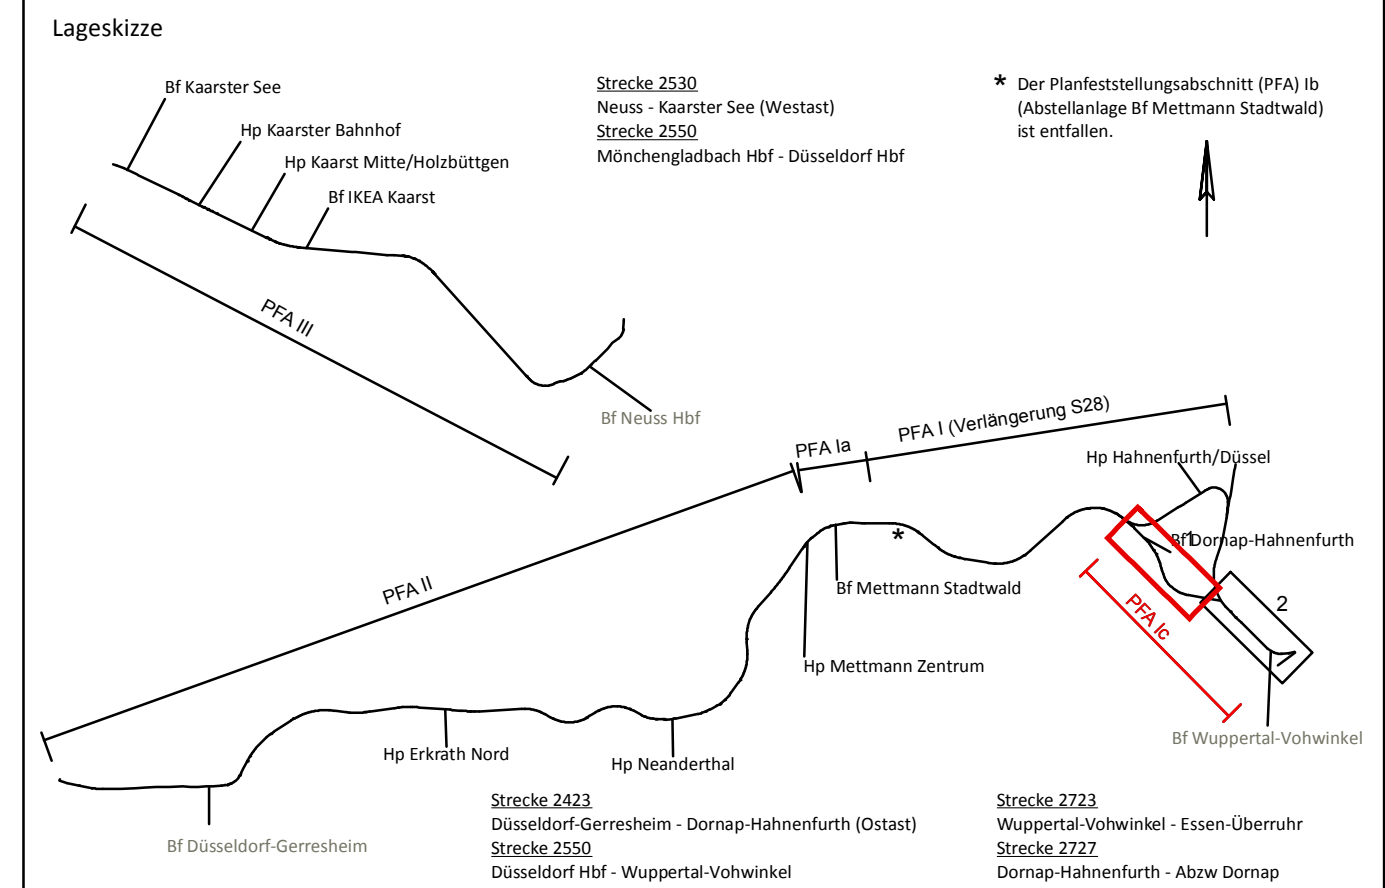 Lageskizze
Bf Kaarster See
Hp Kaarster Bahnhof
Hp Kaarst Mitte/Holzbüttgen
Bf IKEA Kaarst
Strecke 2530
Neuss - Kaarster See (Westast)
Strecke 2550
Mönchengladbach Hbf - Düsseldorf Hbf
* Der Planfeststellungsabschnitt (PFA) Ib
(Abstellanlage Bf Mettmann Stadtwald)
ist entfallen.
PFA III
Bf Neuss Hbf
PFA Ia
PFA I (Verlängerung S28)
Hp Hahnenfurth/Düssel
*
Bf Dornap-Hahnenfurth
1
PFA II
Bf Mettmann Stadtwald
PFA Ic
2
Hp Mettmann Zentrum
Hp Erkrath Nord
Hp Neanderthal
Bf Wuppertal-Vohwinkel
Bf Düsseldorf-Gerresheim
Strecke 2423
Düsseldorf-Gerresheim - Dornap-Hahnenfurth (Ostast)
Strecke 2550
Düsseldorf Hbf - Wuppertal-Vohwinkel
Strecke 2723
Wuppertal-Vohwinkel - Essen-Überruhr
Strecke 2727
Dornap-Hahnenfurth - Abzw Dornap